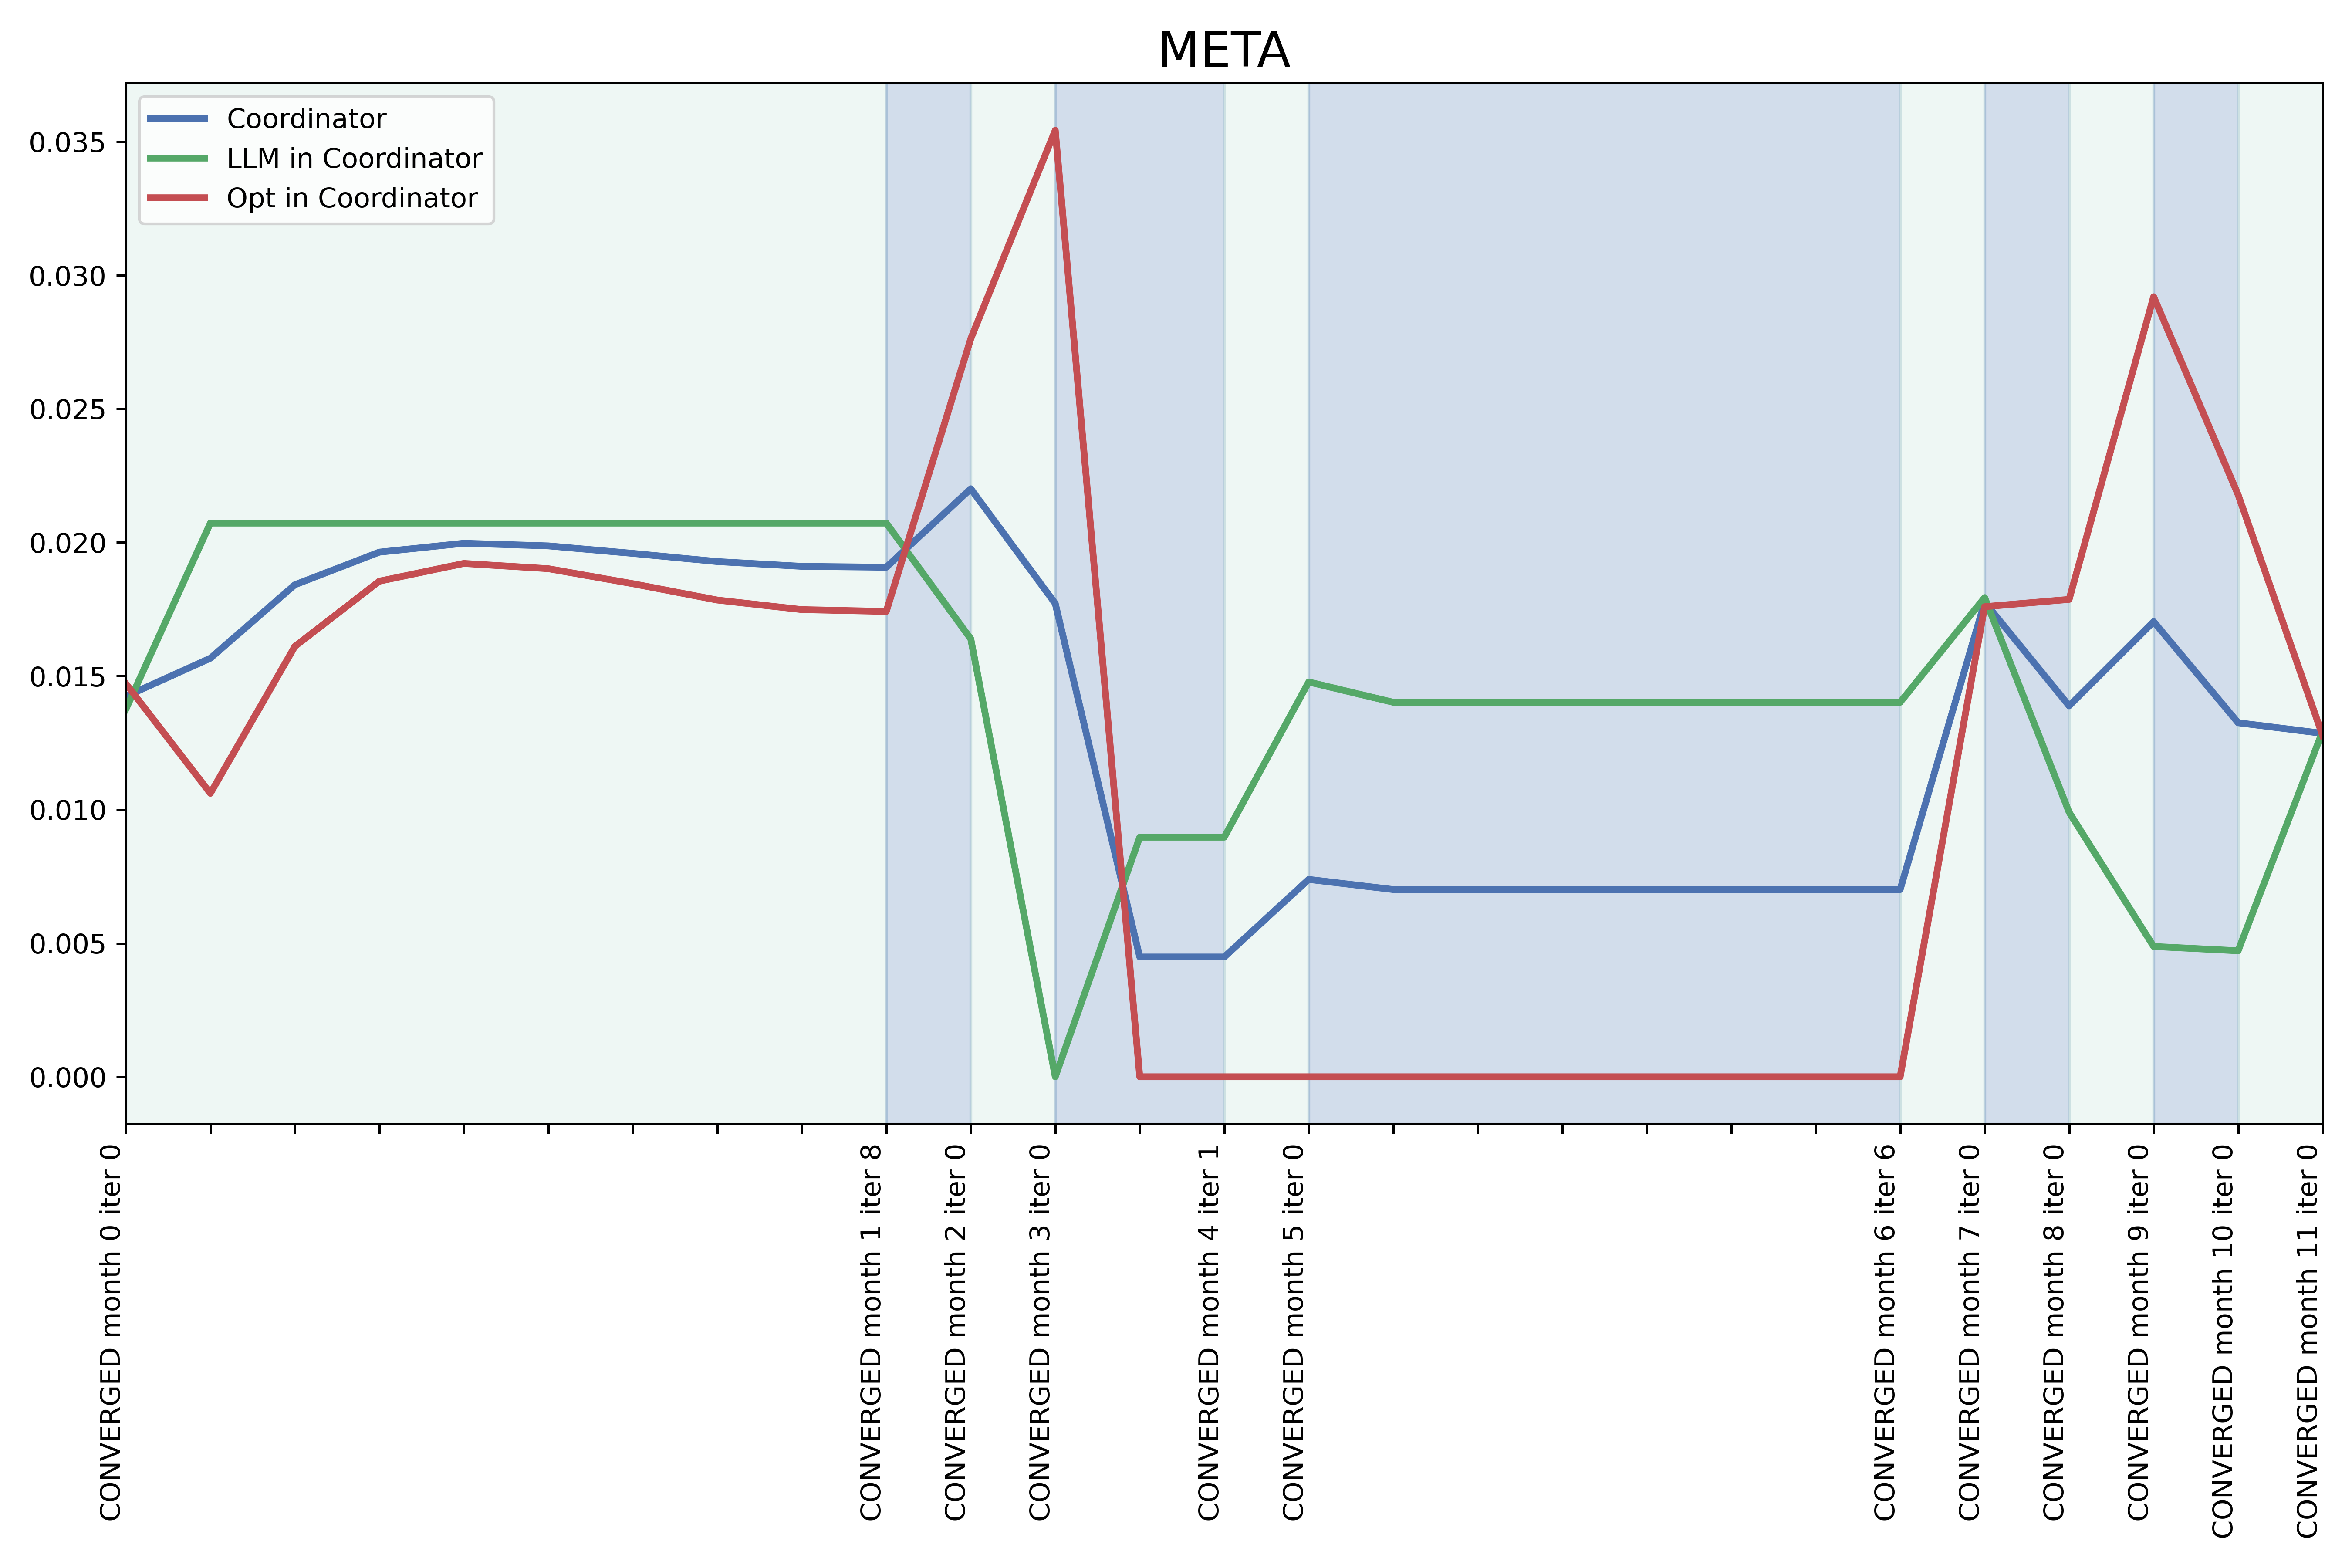 META
Coordinator
LLM in Coordinator
Opt in Coordinator
0.035
0.030
0.025
0.020
0.015
0.010
0.005
0.000
CONVERGED month 0 iter 0
CONVERGED month 1 iter 8
CONVERGED month 2 iter 0
CONVERGED month 3 iter 0
CONVERGED month 4 iter 1
CONVERGED month 5 iter 0
CONVERGED month 6 iter 6
CONVERGED month 7 iter 0
CONVERGED month 8 iter 0
CONVERGED month 9 iter 0
CONVERGED month 10 iter 0
CONVERGED month 11 iter 0